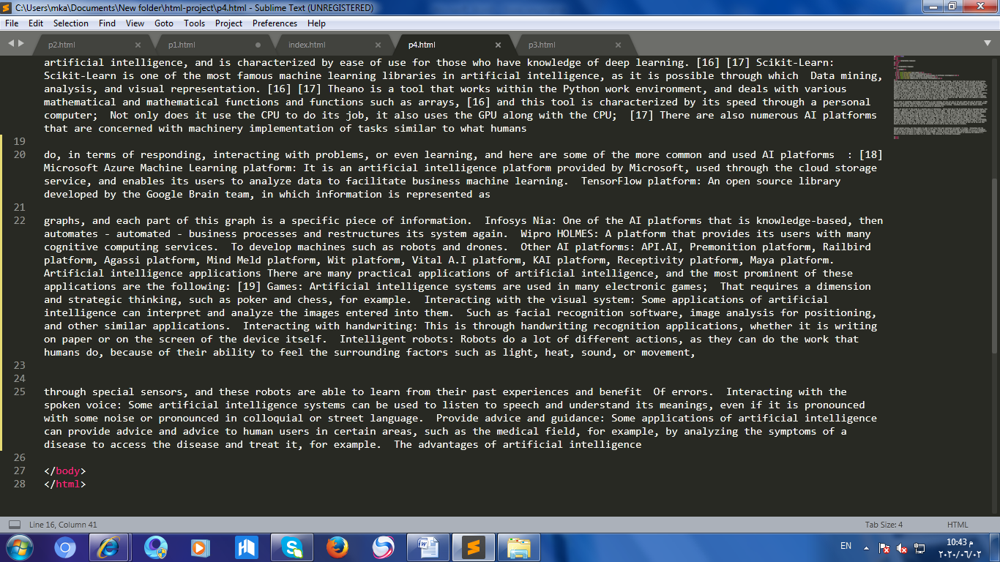 C:\Users\mka\Documents\New folder\html-project\p4.html - Sublime Text (UNREGISTERED)
File Edit Selection Find View Goto Tools Project Preferences Help
p2.html p1.html index.html p4.html p3.html
artificial intelligence, and is characterized by ease of use for those who have knowledge of deep learning. [16] [17] Scikit-Learn:
Scikit-Learn is one of the most famous machine learning libraries in artificial intelligence, as it is possible through which  Data mining,
analysis, and visual representation. [16] [17] Theano is a tool that works within the Python work environment, and deals with various
mathematical and mathematical functions and functions such as arrays, [16] and this tool is characterized by its speed through a personal
computer;  Not only does it use the CPU to do its job, it also uses the GPU along with the CPU;  [17] There are also numerous AI platforms
that are concerned with machinery implementation of tasks similar to what humans
19
20 do, in terms of responding, interacting with problems, or even learning, and here are some of the more common and used AI platforms  : [18]
Microsoft Azure Machine Learning platform: It is an artificial intelligence platform provided by Microsoft, used through the cloud storage
service, and enables its users to analyze data to facilitate business machine learning.  TensorFlow platform: An open source library
developed by the Google Brain team, in which information is represented as
21
22 graphs, and each part of this graph is a specific piece of information.  Infosys Nia: One of the AI platforms that is knowledge-based, then
automates - automated - business processes and restructures its system again.  Wipro HOLMES: A platform that provides its users with many
cognitive computing services.  To develop machines such as robots and drones.  Other AI platforms: API.AI, Premonition platform, Railbird
platform, Agassi platform, Mind Meld platform, Wit platform, Vital A.I platform, KAI platform, Receptivity platform, Maya platform.
Artificial intelligence applications There are many practical applications of artificial intelligence, and the most prominent of these
applications are the following: [19] Games: Artificial intelligence systems are used in many electronic games;  That requires a dimension
and strategic thinking, such as poker and chess, for example.  Interacting with the visual system: Some applications of artificial
intelligence can interpret and analyze the images entered into them.  Such as facial recognition software, image analysis for positioning,
and other similar applications.  Interacting with handwriting: This is through handwriting recognition applications, whether it is writing
on paper or on the screen of the device itself.  Intelligent robots: Robots do a lot of different actions, as they can do the work that
humans do, because of their ability to feel the surrounding factors such as light, heat, sound, or movement,
23
24
25 through special sensors, and these robots are able to learn from their past experiences and benefit  Of errors.  Interacting with the
spoken voice: Some artificial intelligence systems can be used to listen to speech and understand its meanings, even if it is pronounced
with some noise or pronounced in colloquial or street language.  Provide advice and guidance: Some applications of artificial intelligence
can provide advice and advice to human users in certain areas, such as the medical field, for example, by analyzing the symptoms of a
disease to access the disease and treat it, for example.  The advantages of artificial intelligence
26
27 </body>
28 </html>
Line 16, Column 41 Tab Size: 4 HTML
EN 10:43 م
٢٠٢٠/٠٦/٠٢